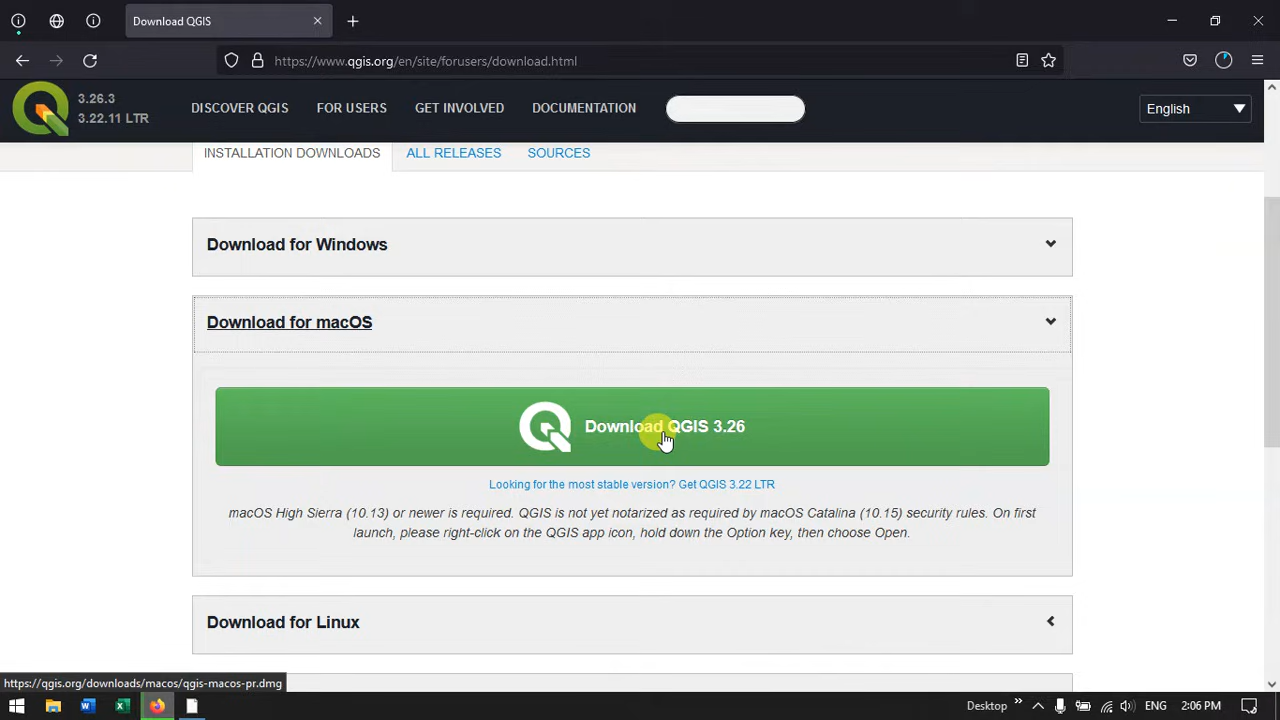 Download QGIS
https://www.qgis.org/en/site/forusers/download.html
3.26.3
3.22.11 LTR
DISCOVER QGIS
FOR USERS
GET INVOLVED
DOCUMENTATION
English
INSTALLATION DOWNLOADS
ALL RELEASES
SOURCES
Download for Windows
Download for macOS
Download QGIS 3.26
Looking for the most stable version? Get QGIS 3.22 LTR
macOS High Sierra (10.13) or newer is required. QGIS is not yet notarized as required by macOS Catalina (10.15) security rules. On first
launch, please right-click on the QGIS app icon, hold down the Option key, then choose Open.
Download for Linux
https://qgis.org/downloads/macos/qgis-macos-pr.dmg
Desktop
ENG
2:06 PM